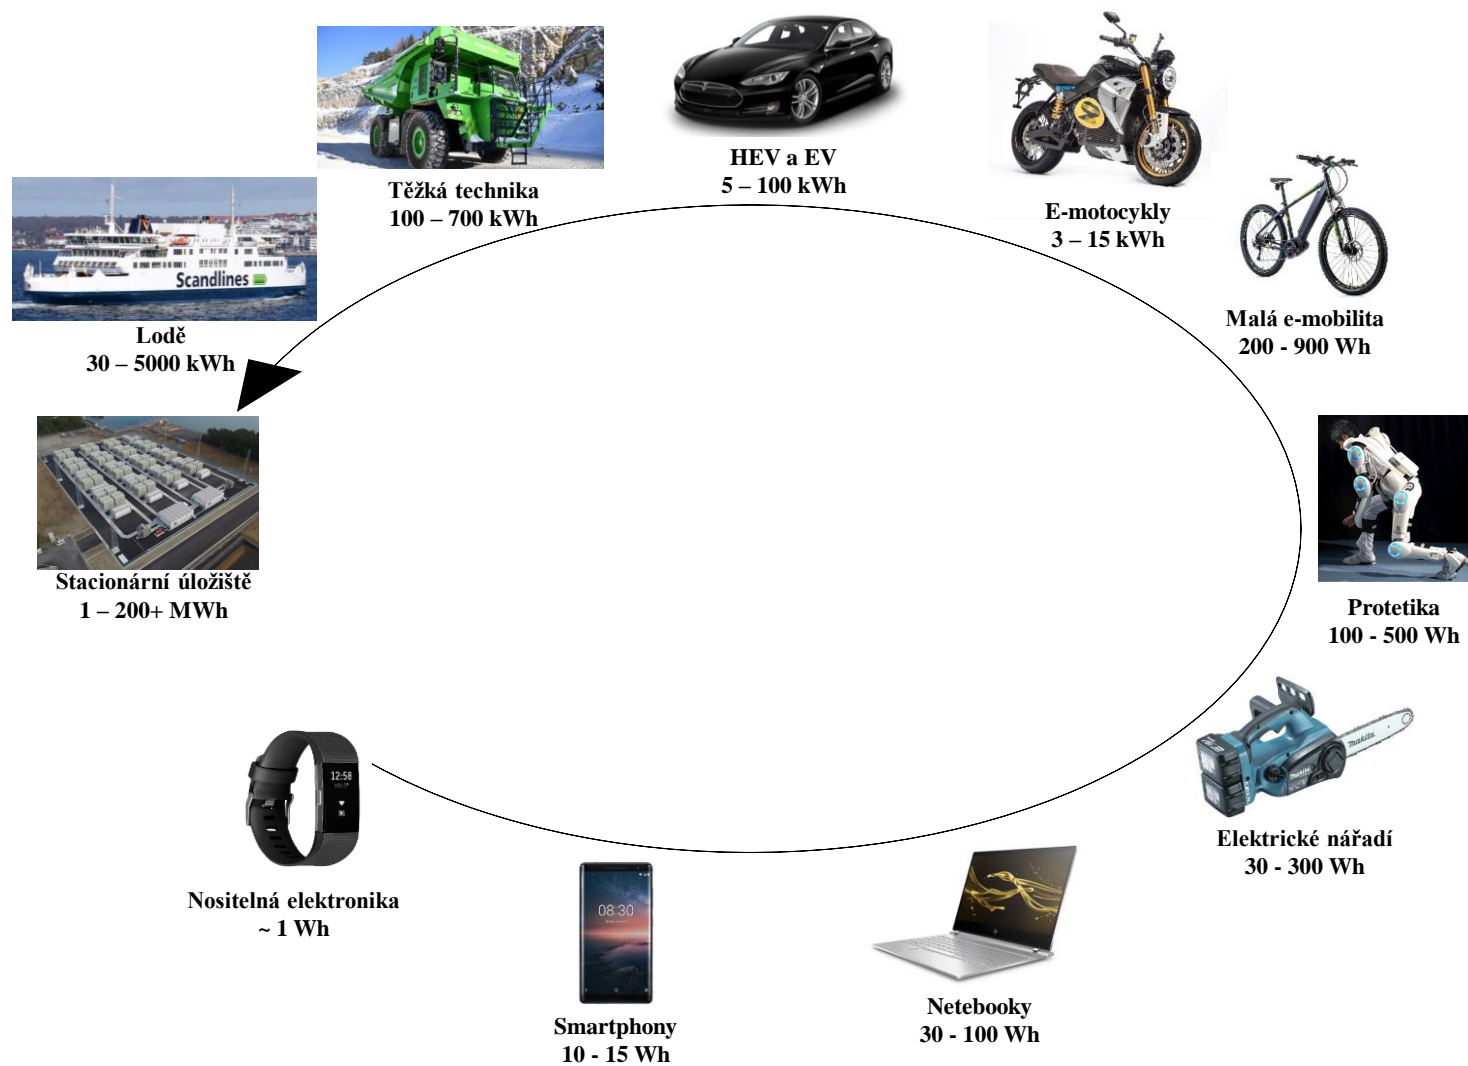 HEV a EV
5 – 100 kWh
Těžká technika
100 – 700 kWh
E-motocykly
3 – 15 kWh
Scandlines
Lodě
30 – 5000 kWh
Malá e-mobilita
200 - 900 Wh
Stacionární úložiště
1 – 200+ MWh
Protetika
100 - 500 Wh
makita
Makita
Elektrické nářadí
30 - 300 Wh
12:58
Nositelná elektronika
~ 1 Wh
08:30
Netebooky
30 - 100 Wh
Smartphony
10 - 15 Wh